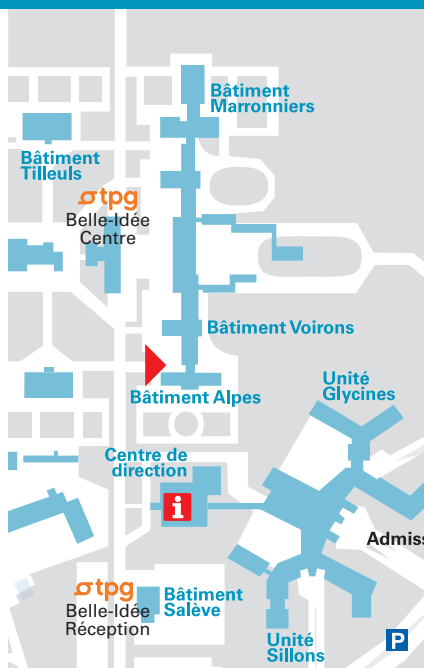 Bâtiment
Marronniers
Bâtiment
Tilleuls
tpg
Belle-Idée
Centre
Bâtiment Voirons
Bâtiment Alpes
Unité
Glycines
Centre de
direction
i
Admiss
tpg
Belle-Idée
Réception
Bâtiment
Salève
Unité
Sillons
P